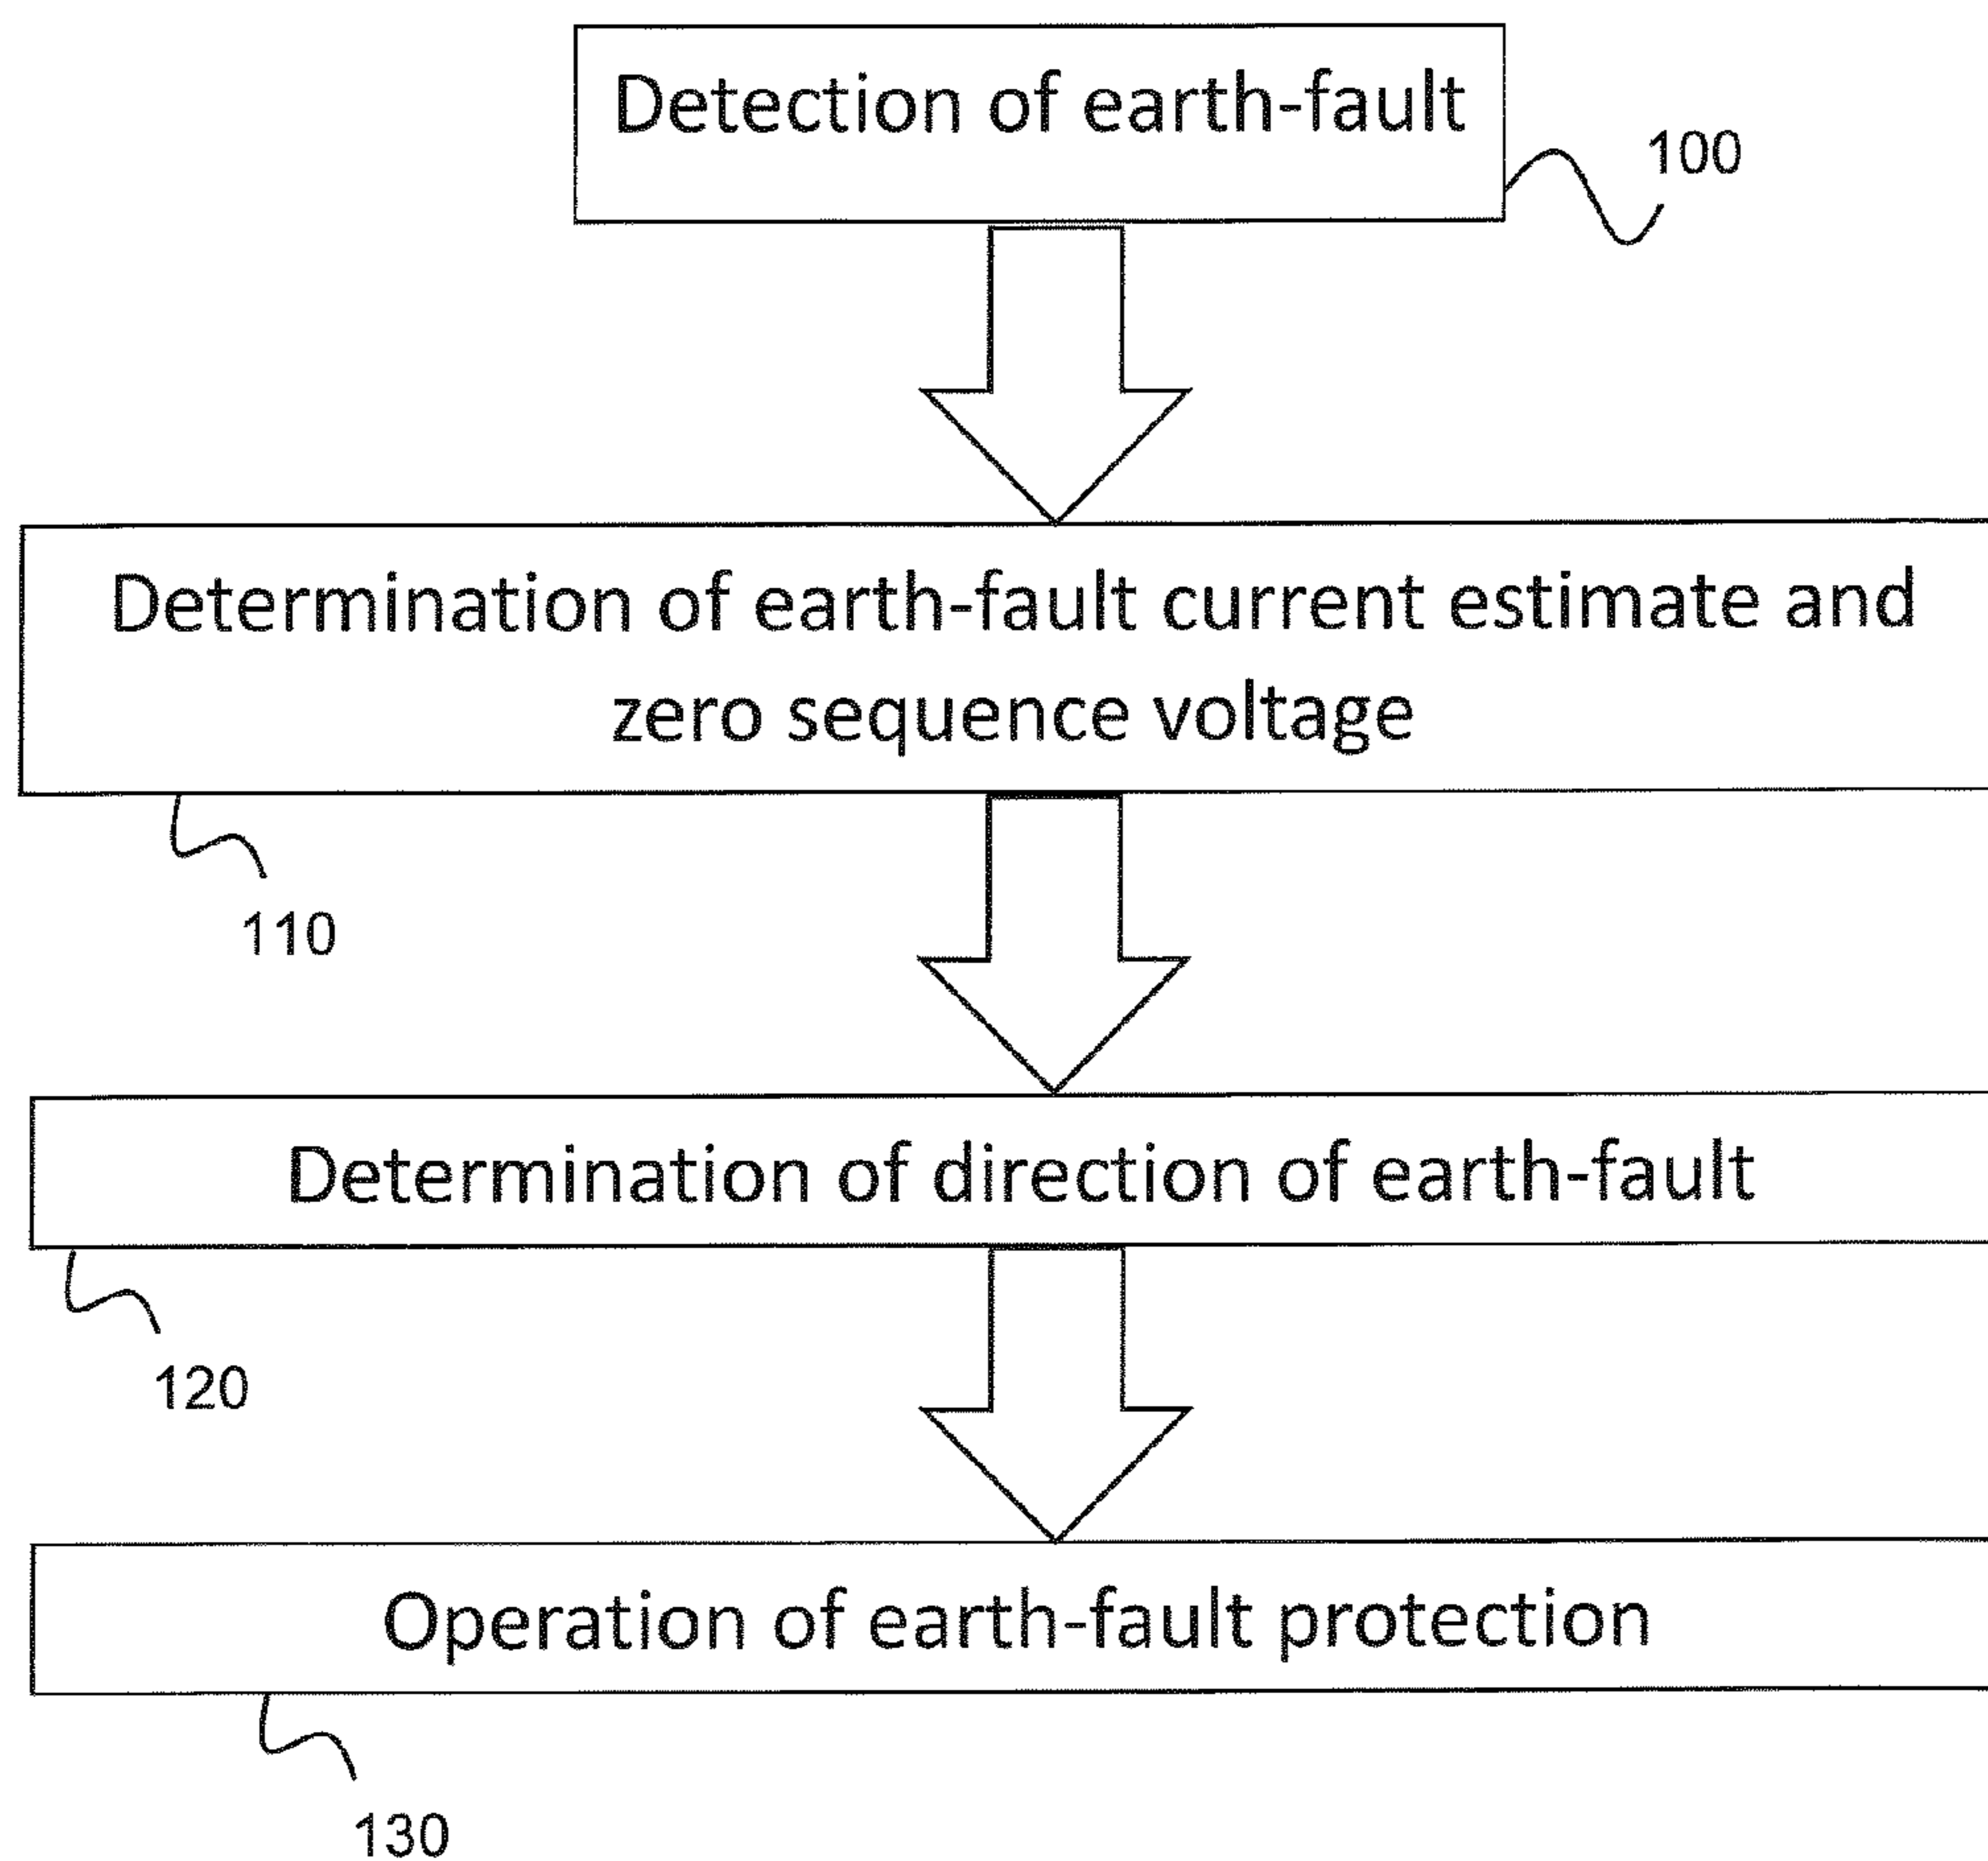 Detection of earth-fault
100
Determination of earth-fault current estimate and
zero sequence voltage
110
Determination of direction of earth-fault
120
Operation of earth-fault protection
130